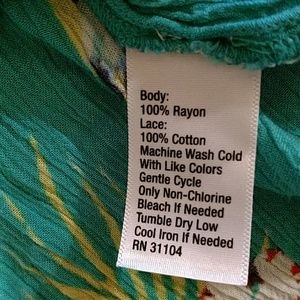 Body:
100% Rayon
Lace:
100% Cotton
Machine Wash Cold
With Like Colors
Gentle Cycle
Only Non-Chlorine
Bleach If Needed
Tumble Dry Low
Cool Iron If Needed
RN 31104